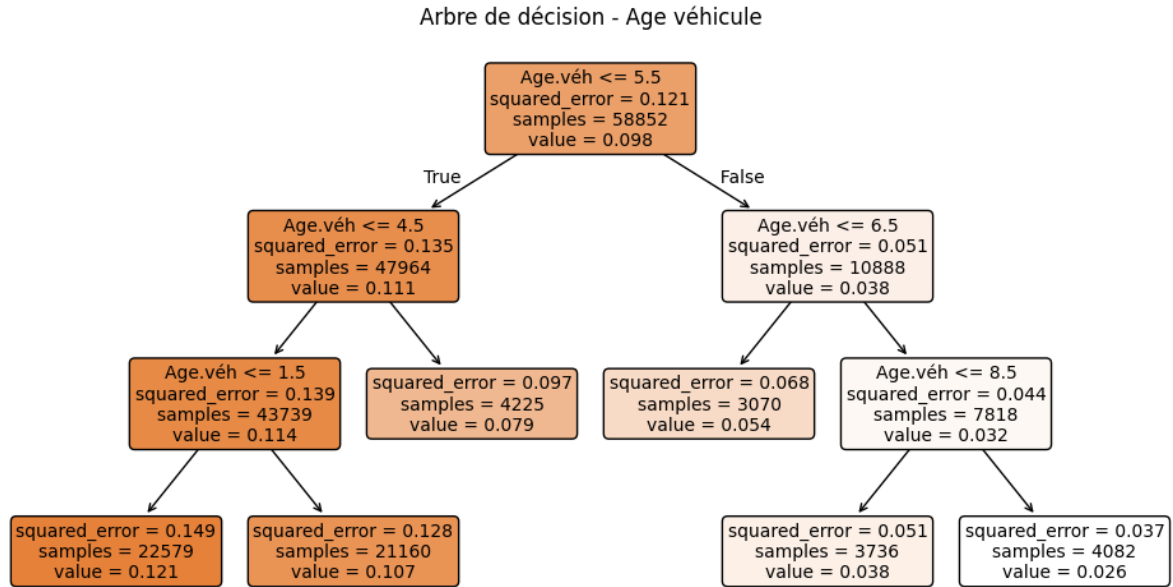 Arbre de décision - Age véhicule
Age.véh <= 5.5
squared_error = 0.121
samples = 58852
value = 0.098
True
False
Age.véh <= 4.5
squared_error = 0.135
samples = 47964
value = 0.111
Age.véh <= 6.5
squared_error = 0.051
samples = 10888
value = 0.038
Age.véh <= 1.5
squared_error = 0.139
samples = 43739
value = 0.114
squared_error = 0.097
samples = 4225
value = 0.079
squared_error = 0.068
samples = 3070
value = 0.054
Age.véh <= 8.5
squared_error = 0.044
samples = 7818
value = 0.032
squared_error = 0.149
samples = 22579
value = 0.121
squared_error = 0.128
samples = 21160
value = 0.107
squared_error = 0.051
samples = 3736
value = 0.038
squared_error = 0.037
samples = 4082
value = 0.026